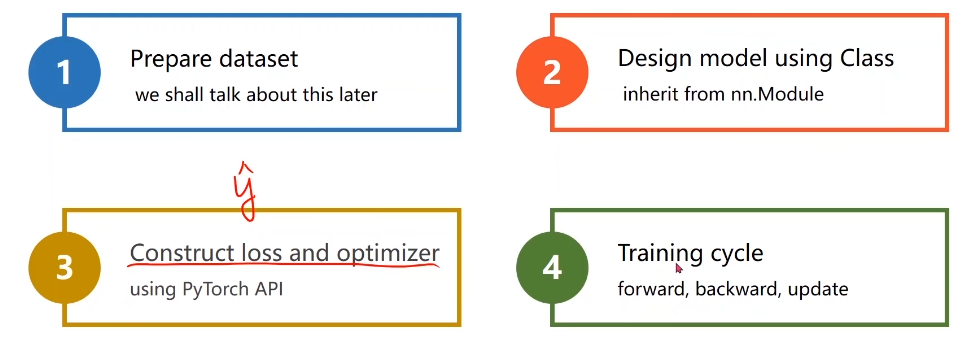 1
Prepare dataset
we shall talk about this later
2
Design model using Class
inherit from nn.Module
ŷ
3
Construct loss and optimizer
using PyTorch API
4
Training cycle
forward, backward, update